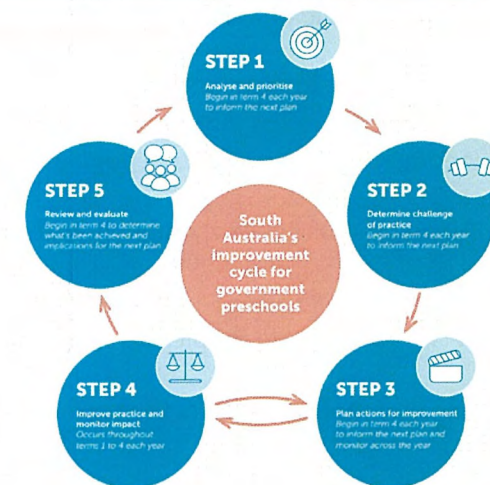 STEP 1
Analyse and prioritise
Begin in term 4 each year
to inform the next plan
STEP 2
Determine challenge
of practice
Begin in term 4 each year
to inform the next plan
STEP 3
Plan actions for improvement
Begin in term 4 each year
to inform the next plan and
monitor across the year
STEP 4
Improve practice and
monitor impact
Occurs throughout
terms 1 to 4 each year
STEP 5
Review and evaluate
Begin in term 4 to determine
what's been achieved and
implications for the next plan
South
Australia's
improvement
cycle for
government
preschools